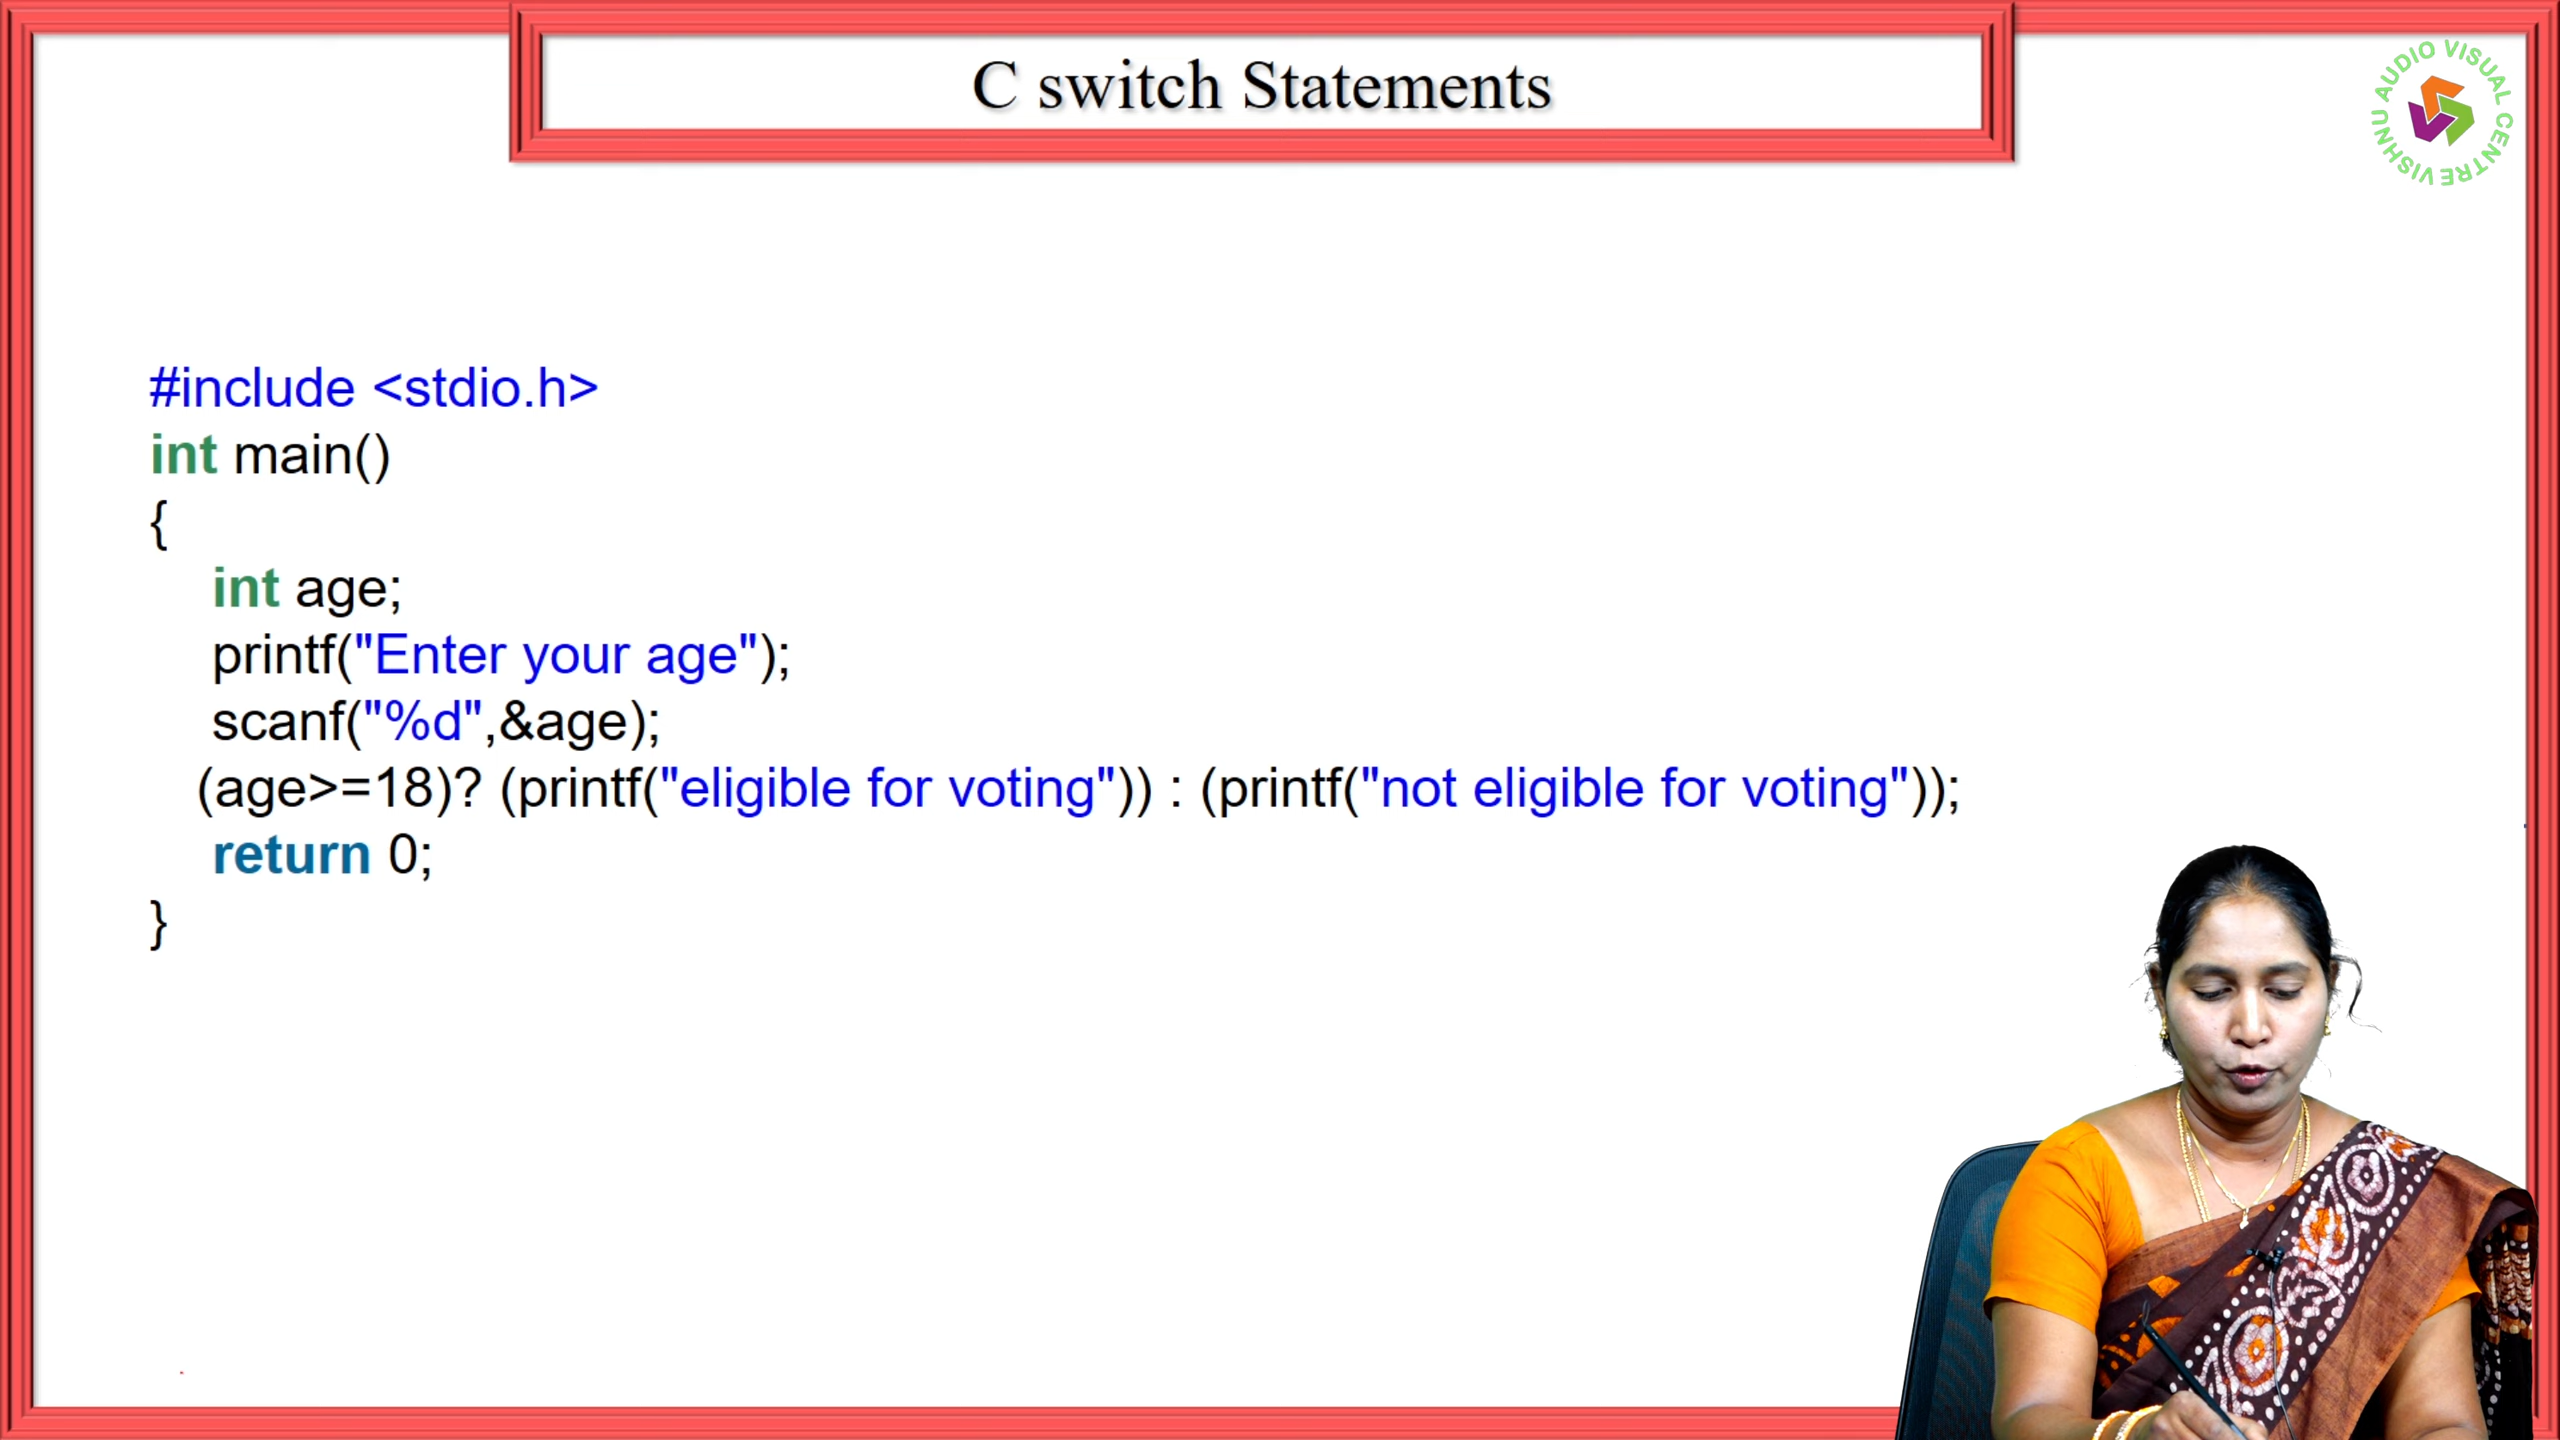 C switch Statements
VISHNU AUDIO VISUAL CENTRE
#include <stdio.h>
int main()
{
int age;
printf("Enter your age");
scanf("%d",&age);
(age>=18)? (printf("eligible for voting")) : (printf("not eligible for voting"));
return 0;
}